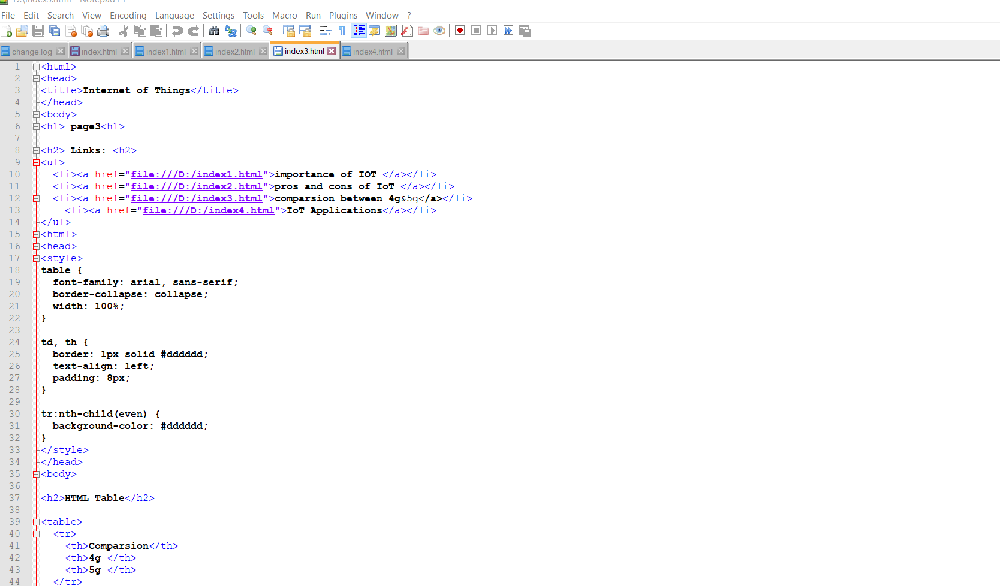 D:\index3.html - Notepad++
File Edit Search View Encoding Language Settings Tools Macro Run Plugins Window ?
change.log index.html index1.html index2.html index3.html index4.html
1 <html>
2 <head>
3 <title>Internet of Things</title>
4 </head>
5 <body>
6 <h1> page3<h1>
7
8 <h2> Links: <h2>
9 <ul>
10 <li><a href="file:///D:/index1.html">importance of IOT </a></li>
11 <li><a href="file:///D:/index2.html">pros and cons of IoT </a></li>
12 <li><a href="file:///D:/index3.html">comparsion between 4g&5g</a></li>
13 <li><a href="file:///D:/index4.html">IoT Applications</a></li>
14 </ul>
15 <html>
16 <head>
17 <style>
18 table {
19 font-family: arial, sans-serif;
20 border-collapse: collapse;
21 width: 100%;
22 }
23
24 td, th {
25 border: 1px solid #dddddd;
26 text-align: left;
27 padding: 8px;
28 }
29
30 tr:nth-child(even) {
31 background-color: #dddddd;
32 }
33 </style>
34 </head>
35 <body>
36
37 <h2>HTML Table</h2>
38
39 <table>
40 <tr>
41 <th>Comparsion</th>
42 <th>4g </th>
43 <th>5g </th>
44 </tr>